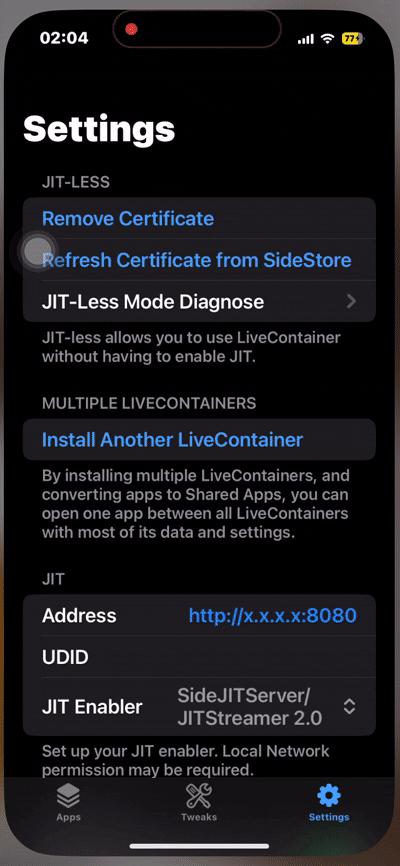 02:04
77
Settings
JIT-LESS
Remove Certificate
Refresh Certificate from SideStore
JIT-Less Mode Diagnose
JIT-less allows you to use LiveContainer
without having to enable JIT.
MULTIPLE LIVECONTAINERS
Install Another LiveContainer
By installing multiple LiveContainers, and
converting apps to Shared Apps, you can
open one app between all LiveContainers
with most of its data and settings.
JIT
Address http://x.x.x.x:8080
UDID
JIT Enabler SideJITServer/
JITStreamer 2.0
Set up your JIT enabler. Local Network
permission may be required.
Apps Tweaks Settings